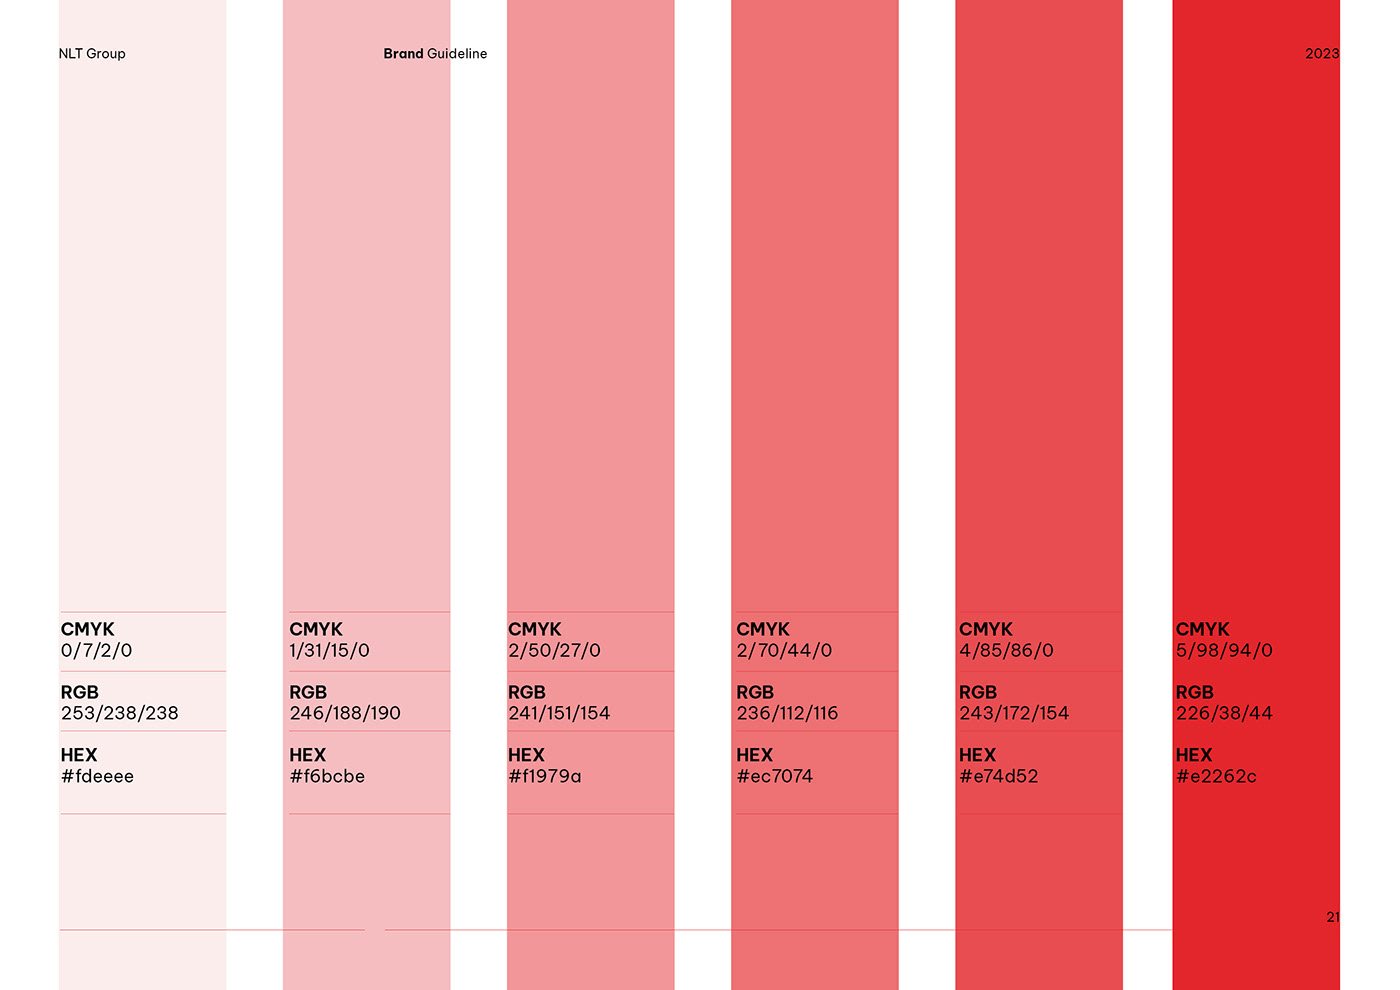 NLT Group
Brand Guideline
2023
CMYK
0/7/2/0
RGB
253/238/238
HEX
#fdeeee
CMYK
1/31/15/0
RGB
246/188/190
HEX
#f6bcbe
CMYK
2/50/27/0
RGB
241/151/154
HEX
#f1979a
CMYK
2/70/44/0
RGB
236/112/116
HEX
#ec7074
CMYK
4/85/86/0
RGB
243/172/154
HEX
#e74d52
CMYK
5/98/94/0
RGB
226/38/44
HEX
#e2262c
21